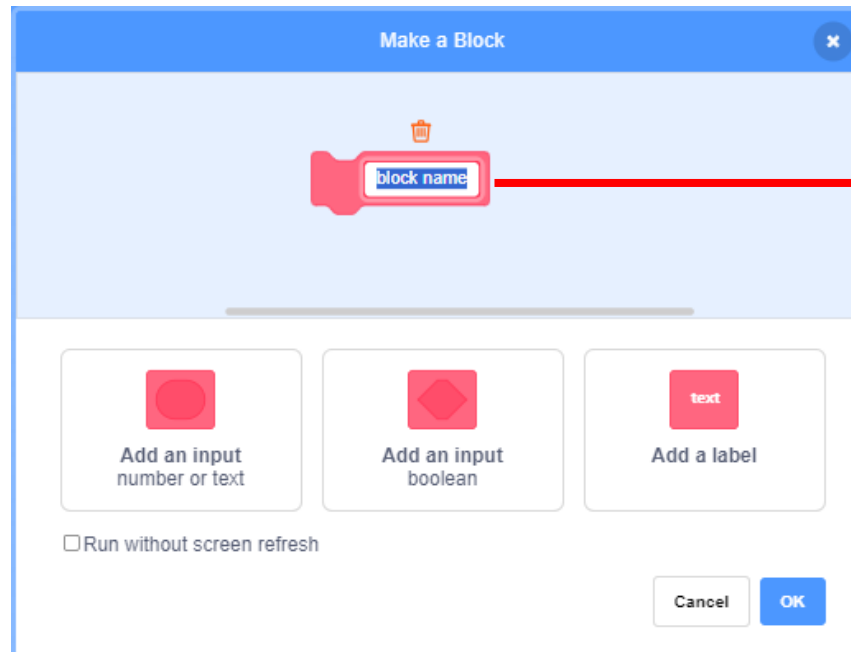 Make a Block
block name
Add an input
number or text
Add an input
boolean
text
Add a label
Run without screen refresh
Cancel
OK